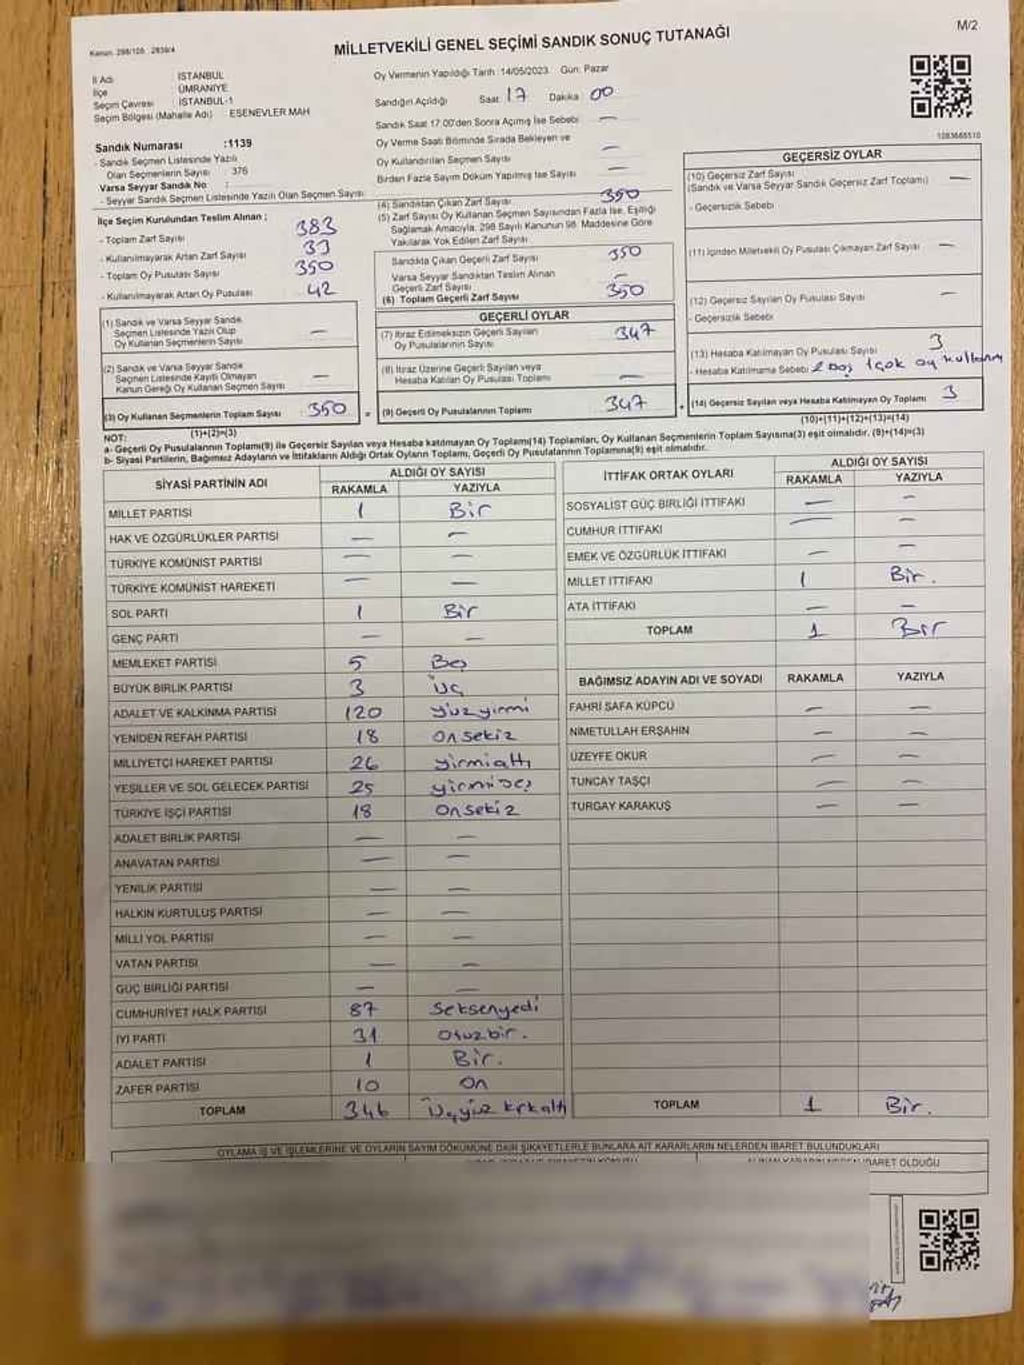 Kanun: 298/105 2839/4
MİLLETVEKİLİ GENEL SEÇİMİ SANDIK SONUÇ TUTANAĞI
M/2
İl Adı : İSTANBUL
İlçe : ÜMRANİYE
Seçim Çevresi : İSTANBUL-1
Seçim Bölgesi (Mahalle Adı) : ESENEVLER MAH
Sandık Numarası :1139
- Sandık Seçmen Listesinde Yazılı
Olan Seçmenlerin Sayısı : 376
Varsa Seyyar Sandık No :
- Seyyar Sandık Seçmen Listesinde Yazılı Olan Seçmen Sayısı
İlçe Seçim Kurulundan Teslim Alınan ;
- Toplam Zarf Sayısı 383
- Kullanılmayarak Artan Zarf Sayısı 33
- Toplam Oy Pusulası Sayısı 350
- Kullanılmayarak Artan Oy Pusulası 42
(1) Sandık ve Varsa Seyyar Sandık
Seçmen Listesinde Yazılı Olup
Oy Kullanan Seçmenlerin Sayısı —
(2) Sandık ve Varsa Seyyar Sandık
Seçmen Listesinde Kayıtlı Olmayan
Kanun Gereği Oy Kullanan Seçmen Sayısı —
(3) Oy Kullanan Seçmenlerin Toplam Sayısı 350
(1)+(2)=(3)
Oy Vermenin Yapıldığı Tarih :14/05/2023 Gün: Pazar
Sandığın Açıldığı Saat 17 Dakika 00
Sandık Saat 17.00'den Sonra Açılmış İse Sebebi —
Oy Verme Saati Bitiminde Sırada Bekleyen ve
Oy Kullandırılan Seçmen Sayısı —
Birden Fazla Sayım Döküm Yapılmış İse Sayısı —
(4) Sandıktan Çıkan Zarf Sayısı 350
(5) Zarf Sayısı Oy Kullanan Seçmen Sayısından Fazla İse, Eşitliği
Sağlamak Amacıyla, 298 Sayılı Kanunun 98. Maddesine Göre
Yakılarak Yok Edilen Zarf Sayısı
Sandıkta Çıkan Geçerli Zarf Sayısı 350
Varsa Seyyar Sandıktan Teslim Alınan
Geçerli Zarf Sayısı —
(6) Toplam Geçerli Zarf Sayısı 350
GEÇERLİ OYLAR
(7) İtiraz Edilmeksizin Geçerli Sayılan
Oy Pusulalarının Sayısı 347
(8) İtiraz Üzerine Geçerli Sayılan veya
Hesaba Katılan Oy Pusulası Toplamı —
(9) Geçerli Oy Pusulalarının Toplamı 347
1083665510
GEÇERSİZ OYLAR
(10) Geçersiz Zarf Sayısı
(Sandık ve Varsa Seyyar Sandık Geçersiz Zarf Toplamı) —
- Geçersizlik Sebebi
(11) İçinden Milletvekili Oy Pusulası Çıkmayan Zarf Sayısı —
(12) Geçersiz Sayılan Oy Pusulası Sayısı —
- Geçersizlik Sebebi
(13) Hesaba Katılmayan Oy Pusulası Sayısı 3
- Hesaba Katılmama Sebebi 2 boş 1 çok oy kullanım
(14) Geçersiz Sayılan veya Hesaba Katılmayan Oy Toplamı 3
(10)+(11)+(12)+(13)=(14)
NOT:
a- Geçerli Oy Pusulalarının Toplamı(9) ile Geçersiz Sayılan veya Hesaba katılmayan Oy Toplamı(14) Toplamları, Oy Kullanan Seçmenlerin Toplam Sayısına(3) eşit olmalıdır. (9)+(14)=(3)
b- Siyasi Partilerin, Bağımsız Adayların ve İttifakların Aldığı Ortak Oyların Toplamı, Geçerli Oy Pusulalarının Toplamına(9) eşit olmalıdır.
SİYASİ PARTİNİN ADI ALDIĞI OY SAYISI
RAKAMLA YAZIYLA
MİLLET PARTİSİ 1 Bir
HAK VE ÖZGÜRLÜKLER PARTİSİ — —
TÜRKİYE KOMÜNİST PARTİSİ — —
TÜRKİYE KOMÜNİST HAREKETİ — —
SOL PARTİ 1 Bir
GENÇ PARTİ — —
MEMLEKET PARTİSİ 5 Beş
BÜYÜK BİRLİK PARTİSİ 3 Üç
ADALET VE KALKINMA PARTİSİ 120 yüzyirmi
YENİDEN REFAH PARTİSİ 18 onsekiz
MİLLİYETÇİ HAREKET PARTİSİ 26 yirmialtı
YEŞİLLER VE SOL GELECEK PARTİSİ 25 yirmibeş
TÜRKİYE İŞÇİ PARTİSİ 18 Onsekiz
ADALET BİRLİK PARTİSİ — —
ANAVATAN PARTİSİ — —
YENİLİK PARTİSİ — —
HALKIN KURTULUŞ PARTİSİ — —
MİLLİ YOL PARTİSİ — —
VATAN PARTİSİ — —
GÜÇ BİRLİĞİ PARTİSİ — —
CUMHURİYET HALK PARTİSİ 87 Seksenyedi
İYİ PARTİ 31 Otuzbir.
ADALET PARTİSİ 1 Bir.
ZAFER PARTİSİ 10 On
TOPLAM 346 Üçyüz kırkaltı
İTTİFAK ORTAK OYLARI ALDIĞI OY SAYISI
RAKAMLA YAZIYLA
SOSYALİST GÜÇ BİRLİĞİ İTTİFAKI — —
CUMHUR İTTİFAKI — —
EMEK VE ÖZGÜRLÜK İTTİFAKI — —
MİLLET İTTİFAKI 1 Bir.
ATA İTTİFAKI — —
TOPLAM 1 Bir
BAĞIMSIZ ADAYIN ADI VE SOYADI RAKAMLA YAZIYLA
FAHRİ SAFA KÜPCÜ — —
NİMETULLAH ERŞAHİN — —
ÜZEYFE OKUR — —
TUNCAY TAŞÇI — —
TURGAY KARAKUŞ — —
TOPLAM 1 Bir.
OYLAMA İŞ VE İŞLEMLERİNE VE OYLARIN SAYIM DÖKÜMÜNE DAİR ŞİKAYETLERLE BUNLARA AİT KARARLARIN NELERDEN İBARET BULUNDUKLARI
İBARET OLDUĞU